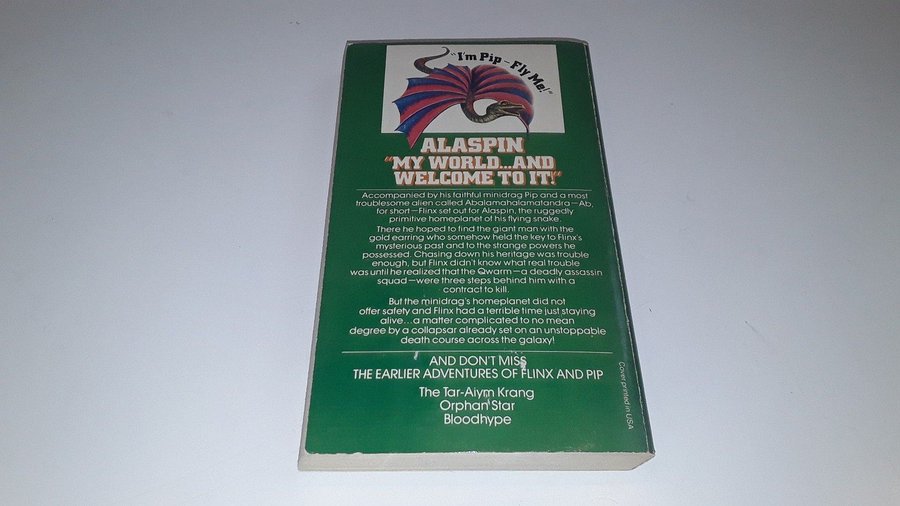 "I'm Pip–Fly Me!"
ALASPIN
"MY WORLD...AND
WELCOME TO IT!"
Accompanied by his faithful minidrag Pip and a most
troublesome alien called Abalamahalamatandra—Ab,
for short—Flinx set out for Alaspin, the ruggedly
primitive homeplanet of his flying snake.
There he hoped to find the giant man with the
gold earring who somehow held the key to Flinx's
mysterious past and to the strange powers he
possessed. Chasing down his heritage was trouble
enough, but Flinx didn't know what real trouble
was until he realized that the Qwarm—a deadly assassin
squad—were three steps behind him with a
contract to kill.
But the minidrag's homeplanet did not
offer safety and Flinx had a terrible time just staying
alive...a matter complicated to no mean
degree by a collapsar already set on an unstoppable
death course across the galaxy!
AND DON'T MISS
THE EARLIER ADVENTURES OF FLINX AND PIP
The Tar-Aiym Krang
Orphan Star
Bloodhype
Cover printed in USA